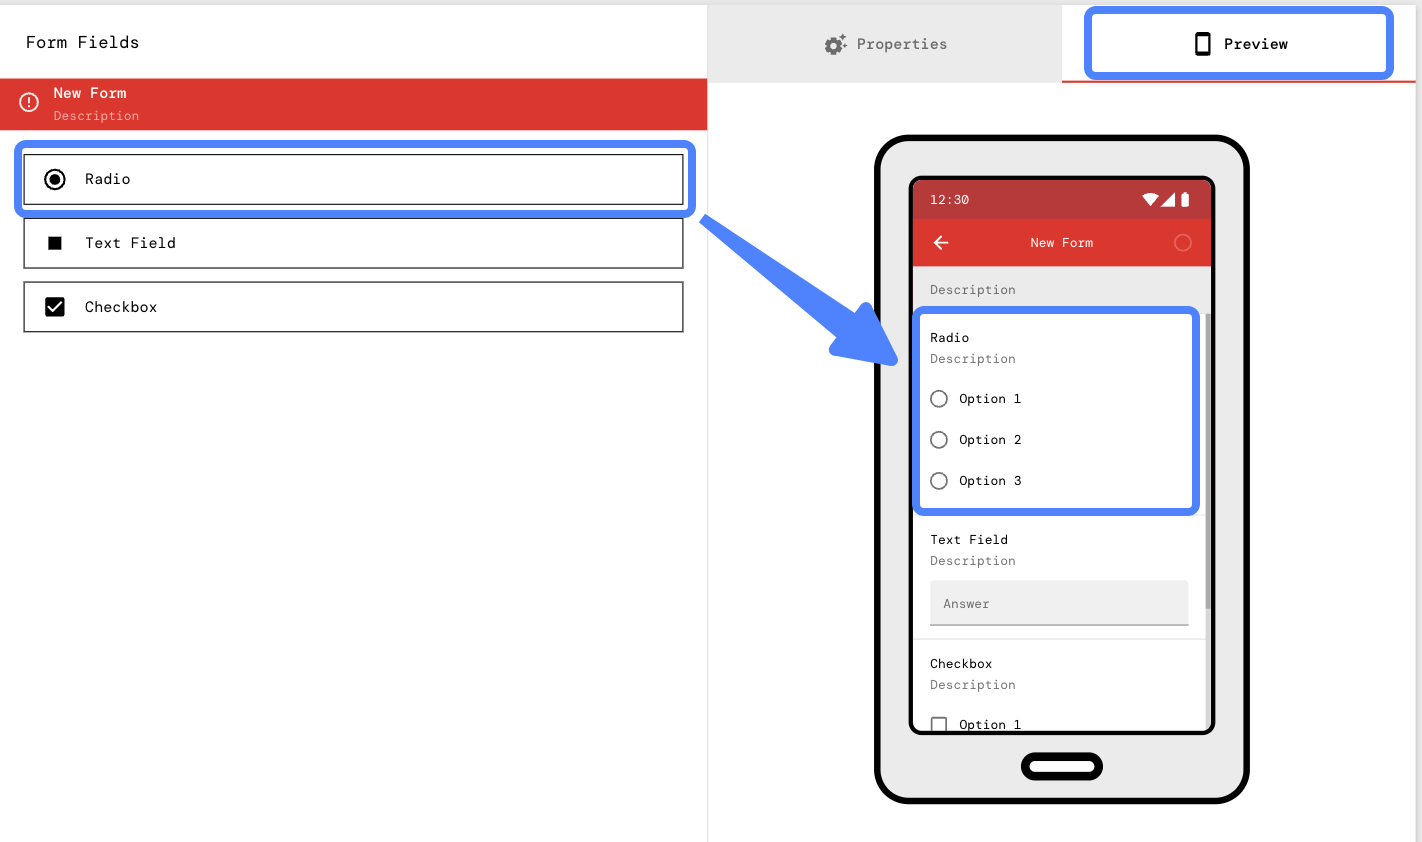 Form Fields
Properties
Preview
New Form
Description
Radio
Text Field
Checkbox
12:30
New Form
Description
Radio
Description
Option 1
Option 2
Option 3
Text Field
Description
Answer
Checkbox
Description
Option 1